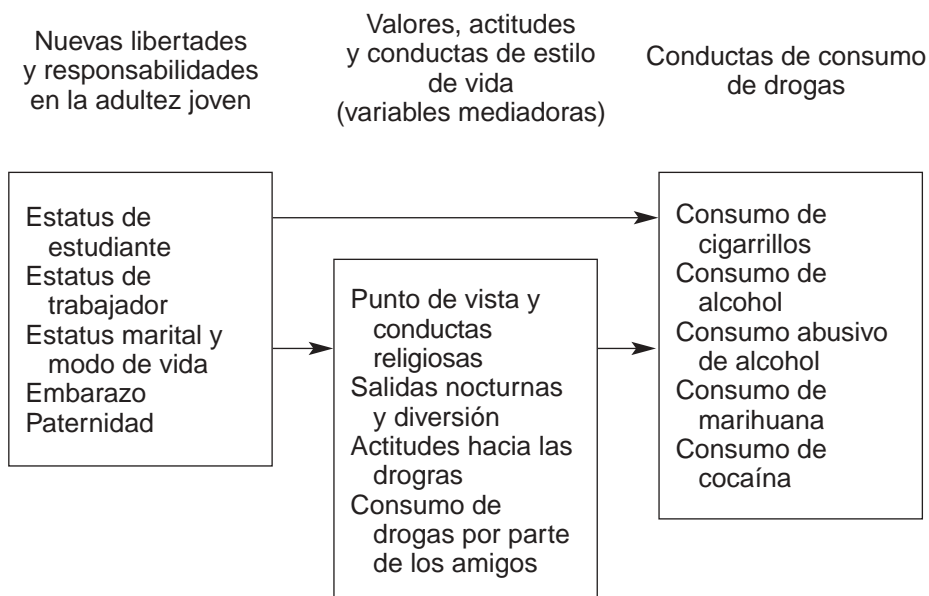 Nuevas libertades
y responsabilidades
en la adultez joven
Valores, actitudes
y conductas de estilo
de vida
(variables mediadoras)
Conductas de consumo
de drogas
Estatus de
estudiante
Estatus de
trabajador
Estatus marital y
modo de vida
Embarazo
Paternidad
Punto de vista y
conductas
religiosas
Salidas nocturnas
y diversión
Actitudes hacia las
drogras
Consumo de
drogas por parte
de los amigos
Consumo de
cigarrillos
Consumo de
alcohol
Consumo abusivo
de alcohol
Consumo de
marihuana
Consumo de
cocaína